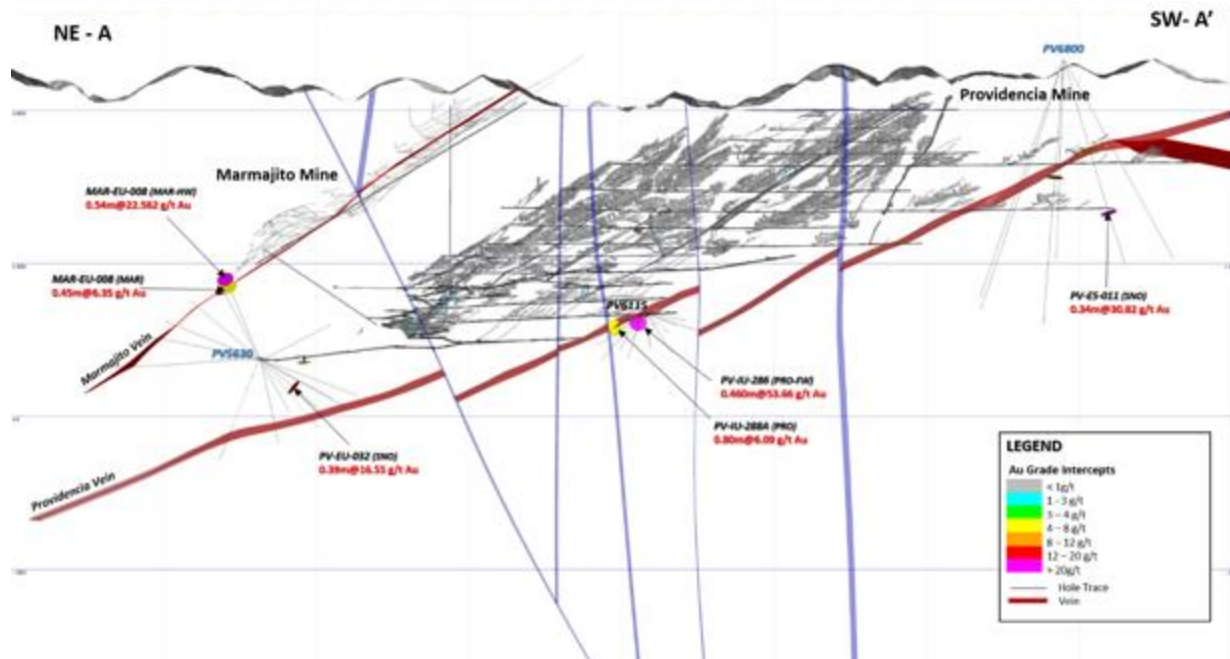 NE - A
SW- A'
PV6800
Providencia Mine
Marmajito Mine
MAR-EU-008 (MAR-HW)
0.54m@22.562 g/t Au
MAR-EU-008 (MAR)
0.45m@6.35 g/t Au
PV-ES-011 (SNO)
0.34m@30.82 g/t Au
PV6115
Marmajito Vein
PV5630
PV-IU-286 (PRO-FW)
0.460m@53.66 g/t Au
PV-IU-288A (PRO)
0.80m@6.09 g/t Au
PV-EU-032 (SNO)
0.39m@16.55 g/t Au
Providencia Vein
LEGEND
Au Grade Intercepts
< 1g/t
1 - 3 g/t
3 – 4 g/t
4 – 8 g/t
8 – 12 g/t
12 – 20 g/t
> 20g/t
Hole Trace
Vein